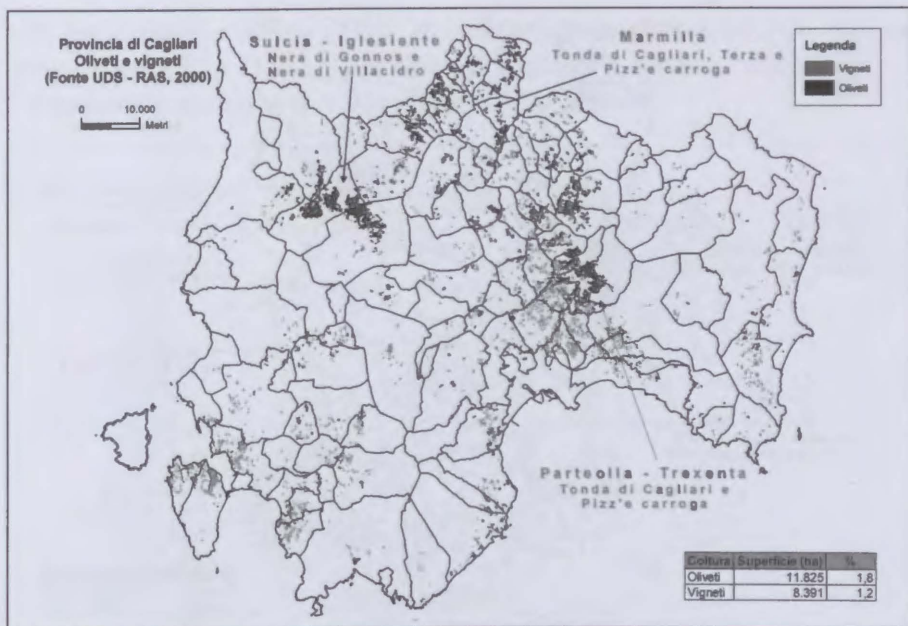 Provincia di Cagliari
Oliveti e vigneti
(Fonte UDS - RAS, 2000)
0 10.000
Metri
Sulcis - Iglesiente
Nera di Gonnos e
Nera di Villacidro
Marmilla
Tonda di Cagliari, Terza e
Pizz'e carroga
Legenda
Vigneti
Oliveti
Parteolla - Trexenta
Tonda di Cagliari e
Pizz'e carroga
Coltura Superficie (ha) %
Oliveti 11.825 1,8
Vigneti 8.391 1,2